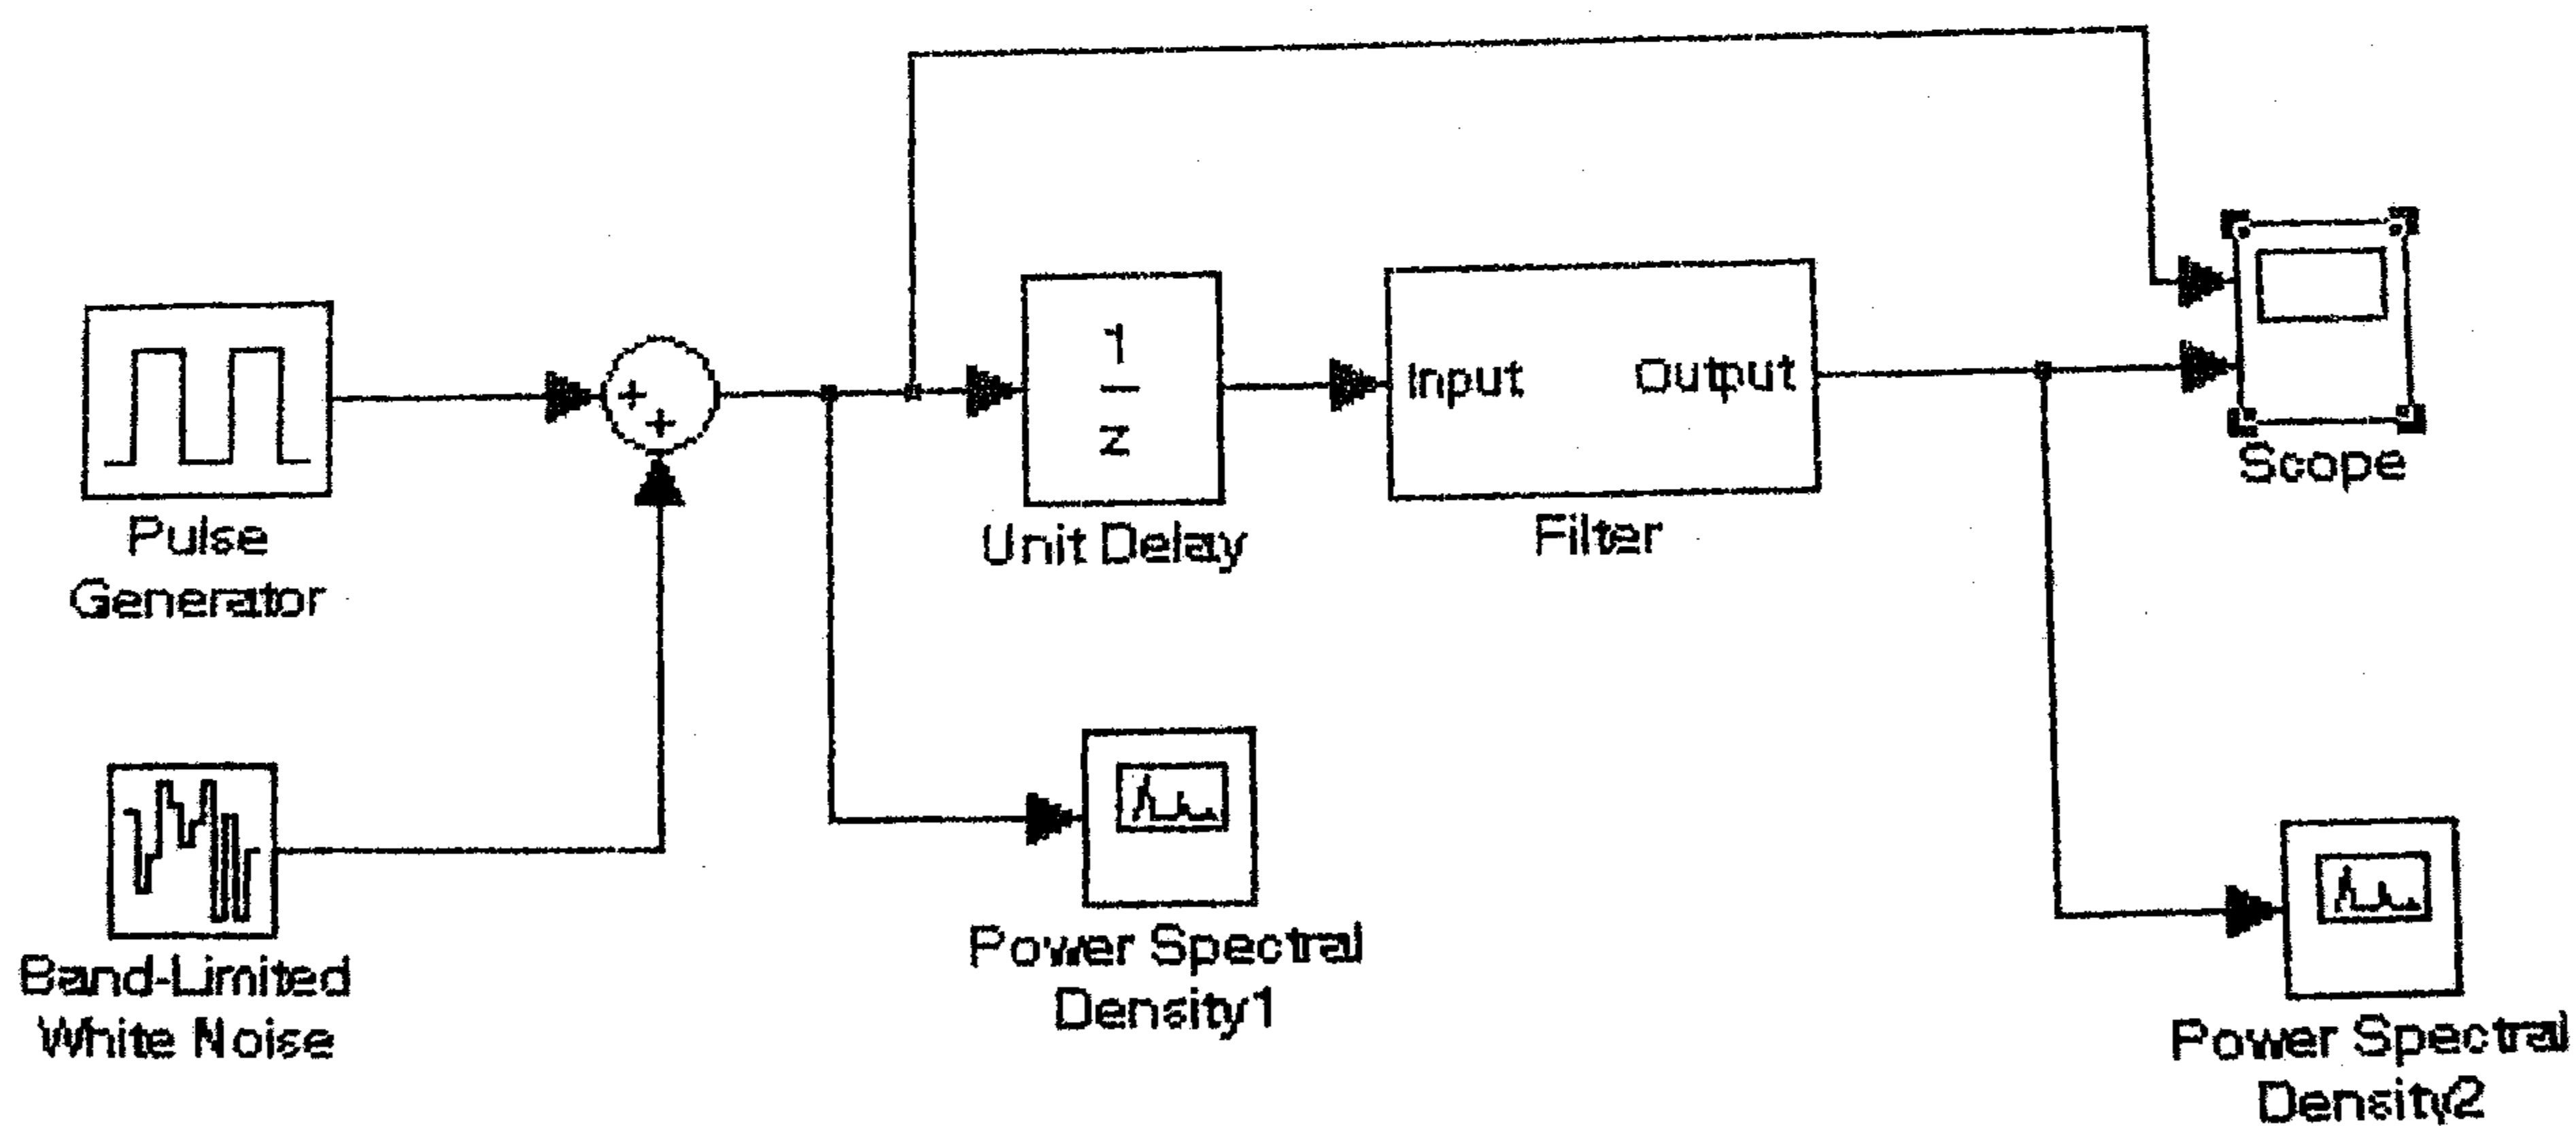 Pulse
Generator
+
+
1
z
Unit Delay
Input
Output
Filter
Scope
Band-Limited
White Noise
Power Spectral
Density1
Power Spectral
Density2